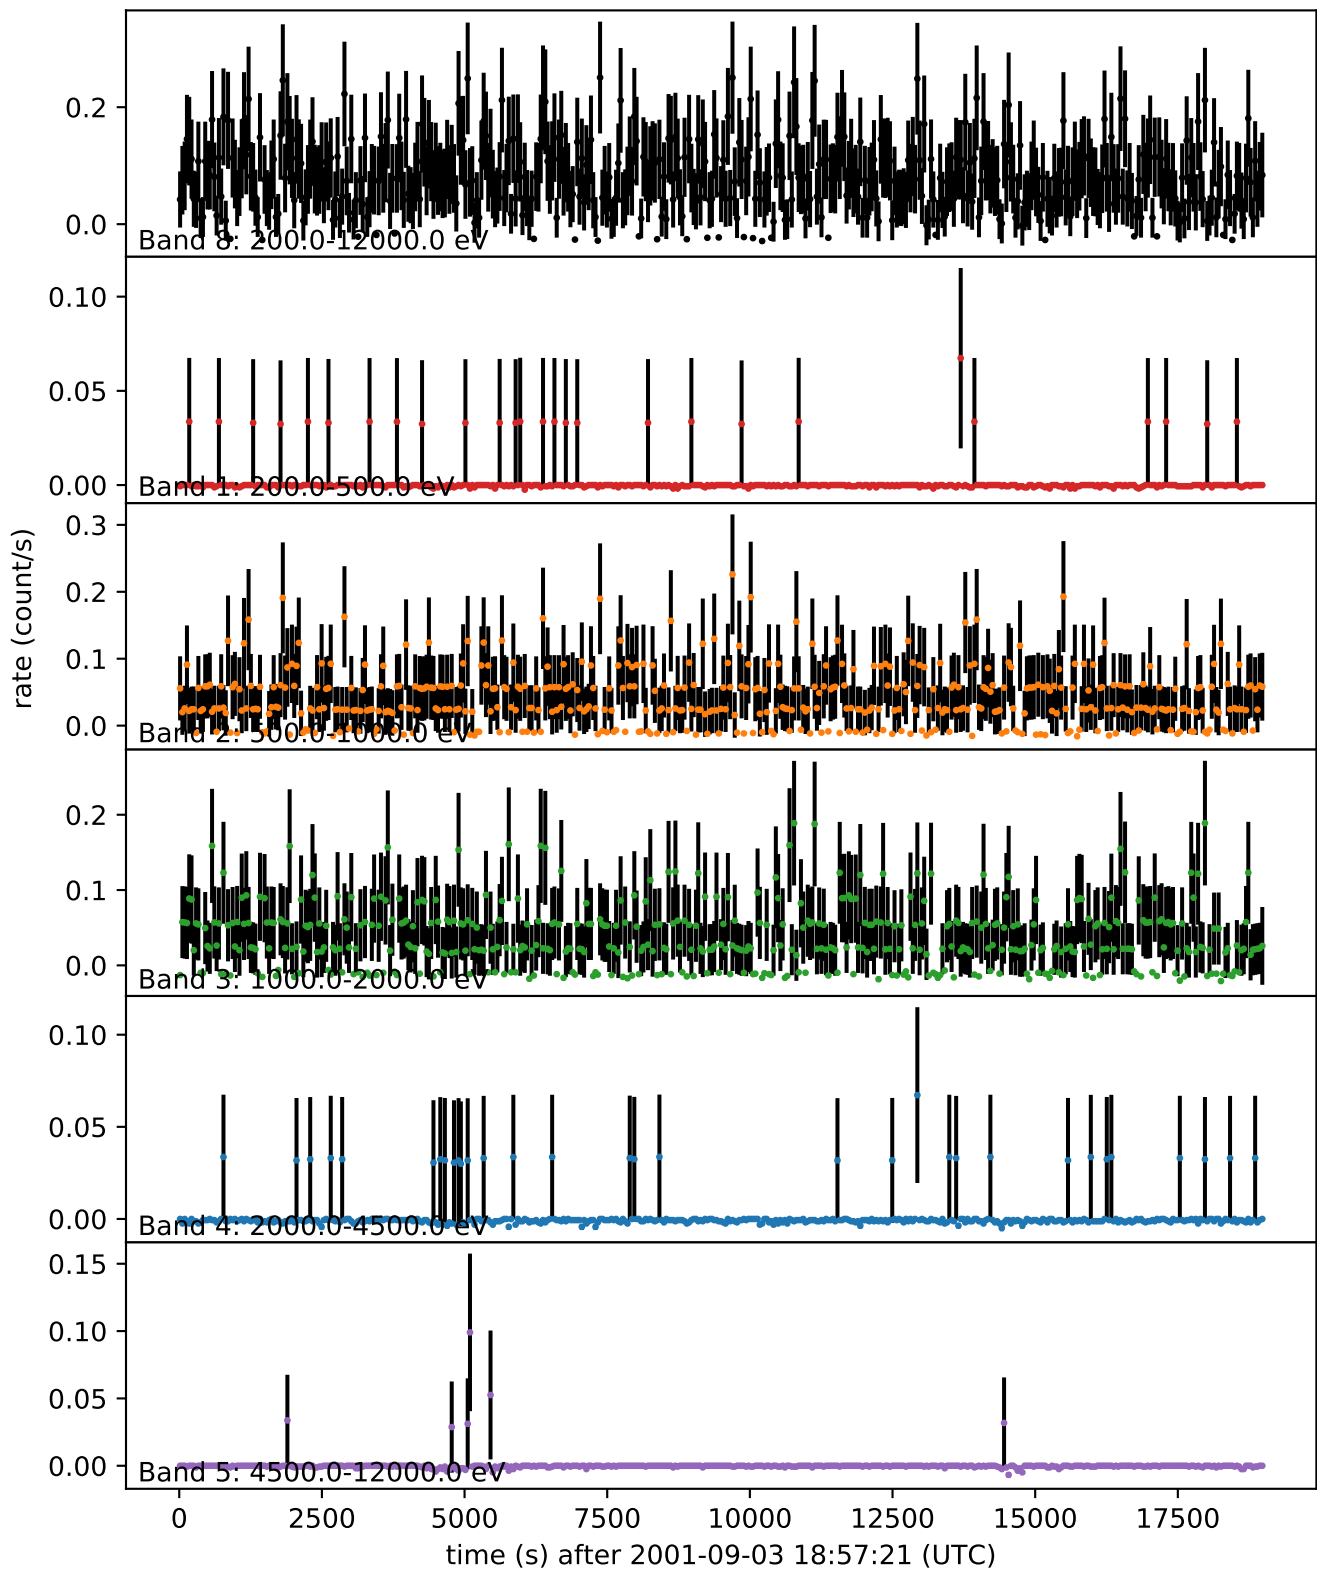 0.2
0.0
Band 8: 200.0-12000.0 eV
0.10
0.05
0.00
Band 1: 200.0-500.0 eV
0.3
0.2
0.1
0.0
Band 2: 500.0-1000.0 eV
rate (count/s)
0.2
0.1
0.0
Band 3: 1000.0-2000.0 eV
0.10
0.05
0.00
Band 4: 2000.0-4500.0 eV
0.15
0.10
0.05
0.00
Band 5: 4500.0-12000.0 eV
0 2500 5000 7500 10000 12500 15000 17500
time (s) after 2001-09-03 18:57:21 (UTC)